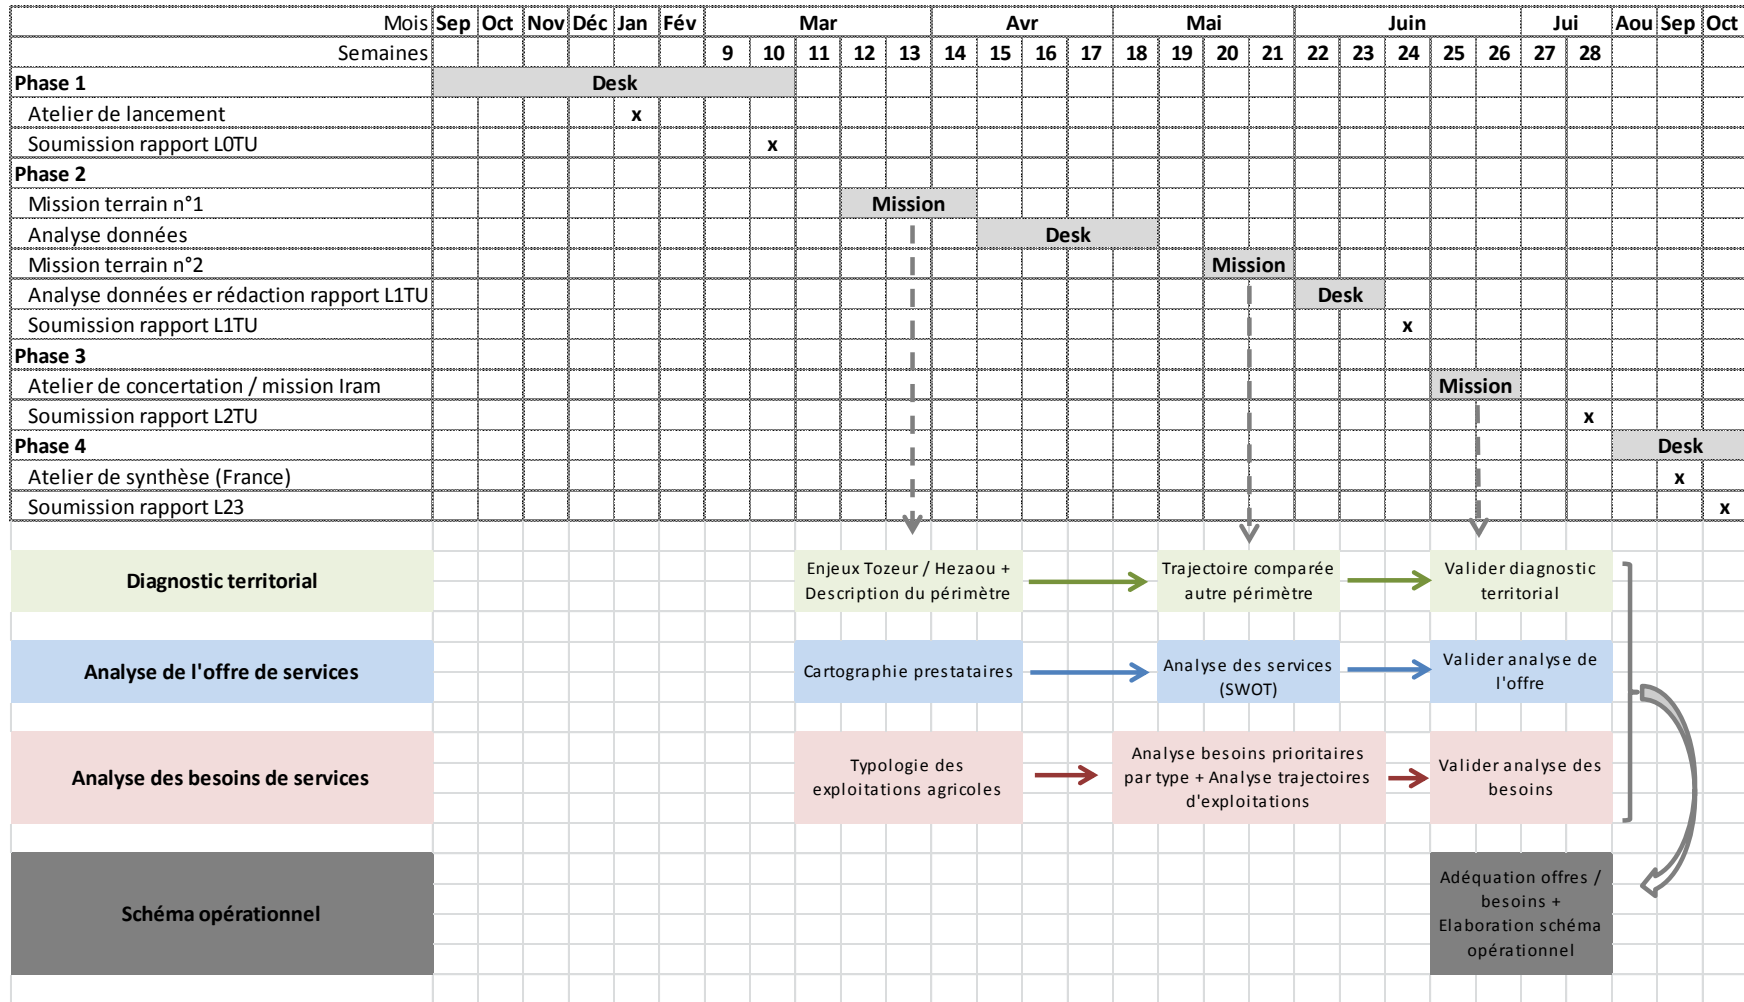 Mois Sep Oct Nov Déc Jan Fév Mar Avr Mai Juin Jui Aou Sep Oct
Semaines 9 10 11 12 13 14 15 16 17 18 19 20 21 22 23 24 25 26 27 28
Phase 1 Desk
Atelier de lancement x
Soumission rapport L0TU x
Phase 2
Mission terrain n°1 Mission
Analyse données Desk
Mission terrain n°2 Mission
Analyse données er rédaction rapport L1TU Desk
Soumission rapport L1TU x
Phase 3
Atelier de concertation / mission Iram Mission
Soumission rapport L2TU x
Phase 4 Desk
Atelier de synthèse (France) x
Soumission rapport L23 x
Diagnostic territorial
Enjeux Tozeur / Hezaou +
Description du périmètre
Trajectoire comparée
autre périmètre
Valider diagnostic
territorial
Analyse de l'offre de services
Cartographie prestataires
Analyse des services
(SWOT)
Valider analyse de
l'offre
Analyse des besoins de services
Typologie des
exploitations agricoles
Analyse besoins prioritaires
par type + Analyse trajectoires
d'exploitations
Valider analyse des
besoins
Schéma opérationnel
Adéquation offres /
besoins +
Elaboration schéma
opérationnel